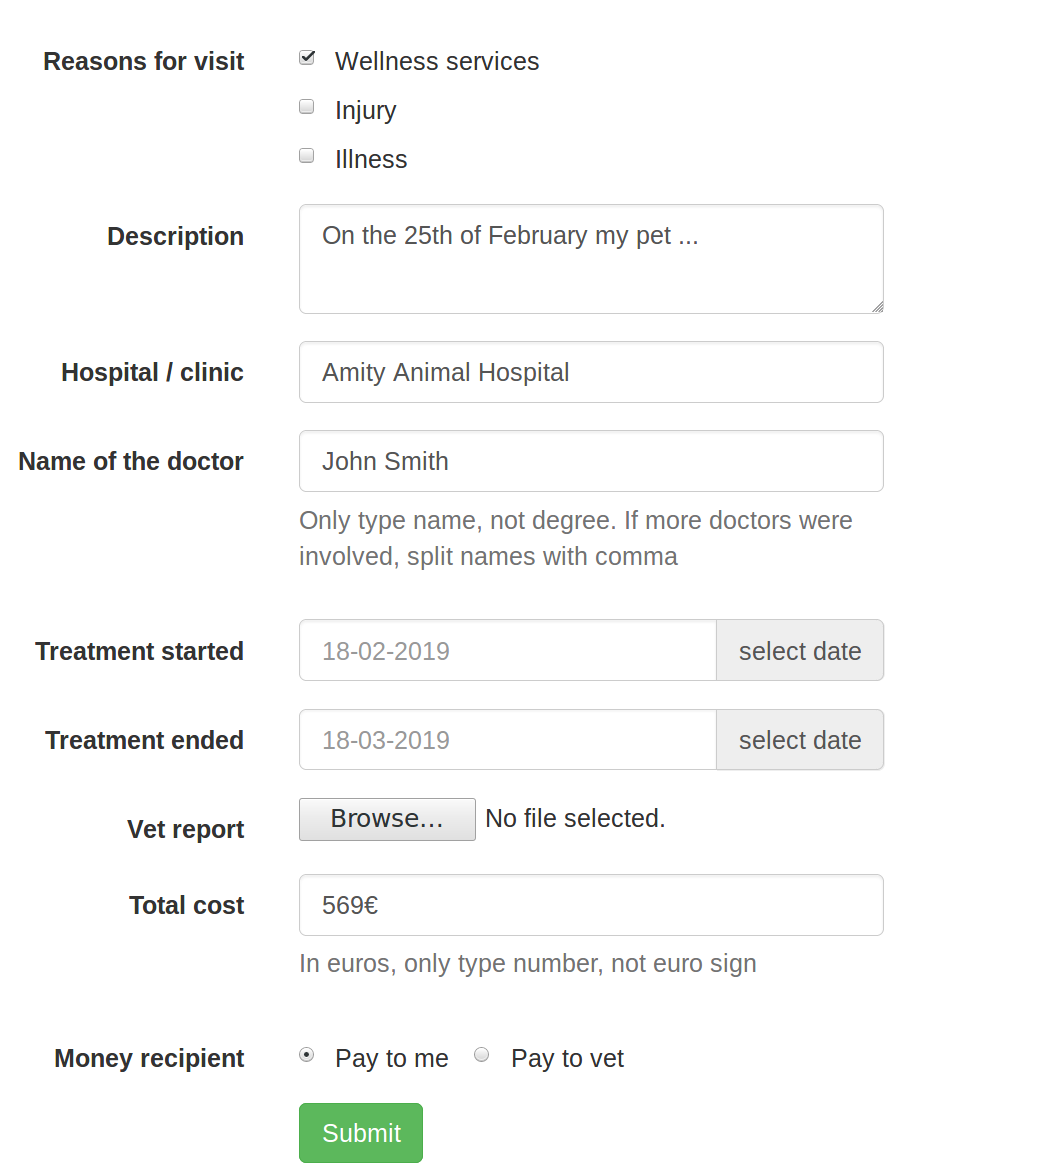 Reasons for visit
Wellness services
Injury
Illness
Description
On the 25th of February my pet ...
Hospital / clinic
Amity Animal Hospital
Name of the doctor
John Smith
Only type name, not degree. If more doctors were
involved, split names with comma
Treatment started
18-02-2019
select date
Treatment ended
18-03-2019
select date
Vet report
Browse...
No file selected.
Total cost
569€
In euros, only type number, not euro sign
Money recipient
Pay to me
Pay to vet
Submit